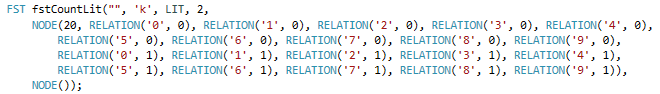 FST fstCountLit("", 'k', LIT, 2,
NODE(20, RELATION('0', 0), RELATION('1', 0), RELATION('2', 0), RELATION('3', 0), RELATION('4', 0),
RELATION('5', 0), RELATION('6', 0), RELATION('7', 0), RELATION('8', 0), RELATION('9', 0),
RELATION('0', 1), RELATION('1', 1), RELATION('2', 1), RELATION('3', 1), RELATION('4', 1),
RELATION('5', 1), RELATION('6', 1), RELATION('7', 1), RELATION('8', 1), RELATION('9', 1)),
NODE());